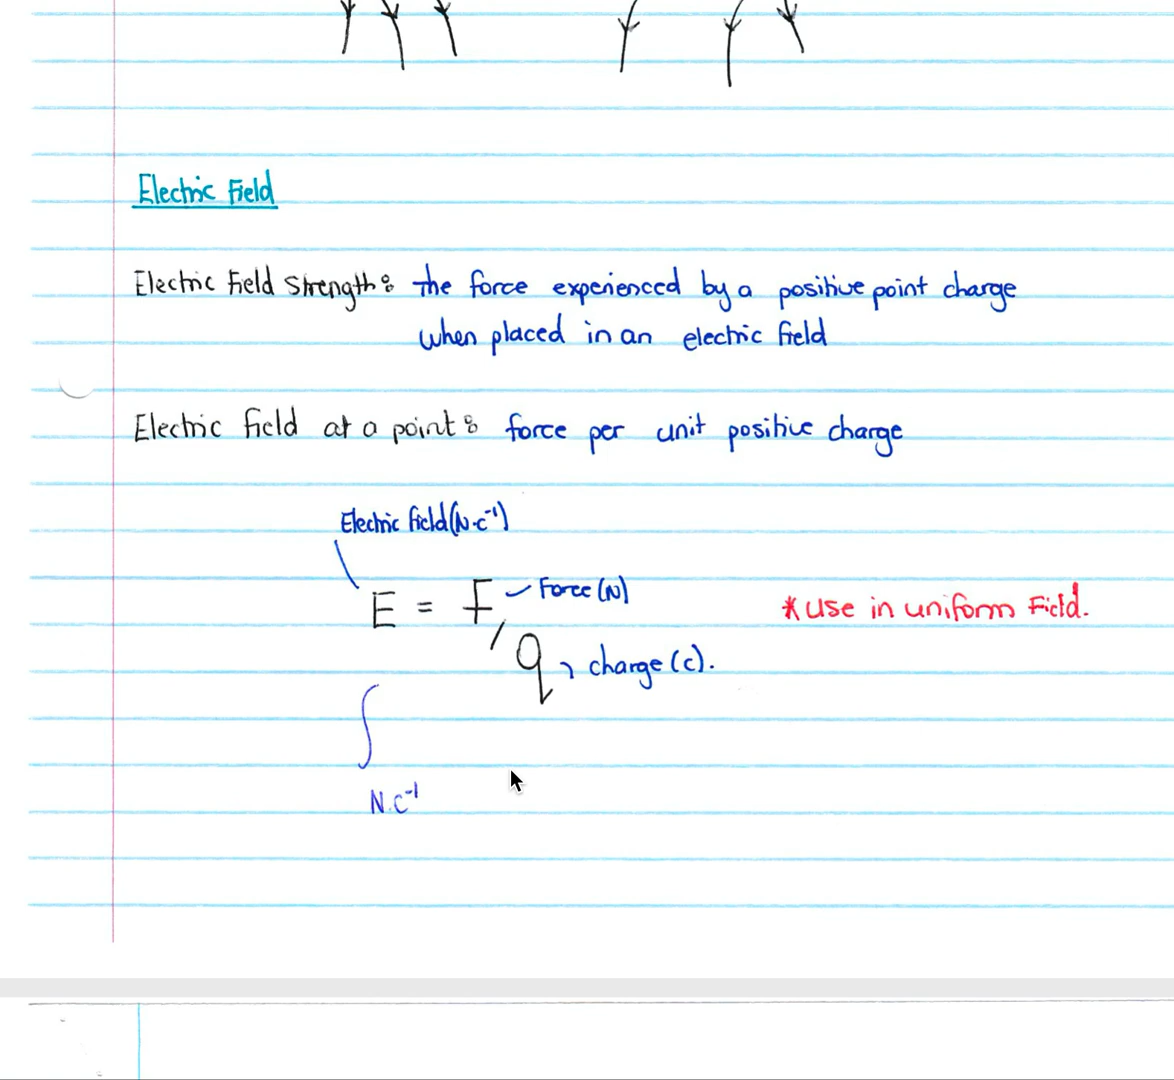 Electric Field
Electric Field Strength: the force experienced by a positive point charge
when placed in an electric field
Electric field at a point: force per unit positive charge
Electric field (N·C⁻¹)
E = F/q
Force (N)
* Use in uniform Field.
charge (C).
N.C⁻¹